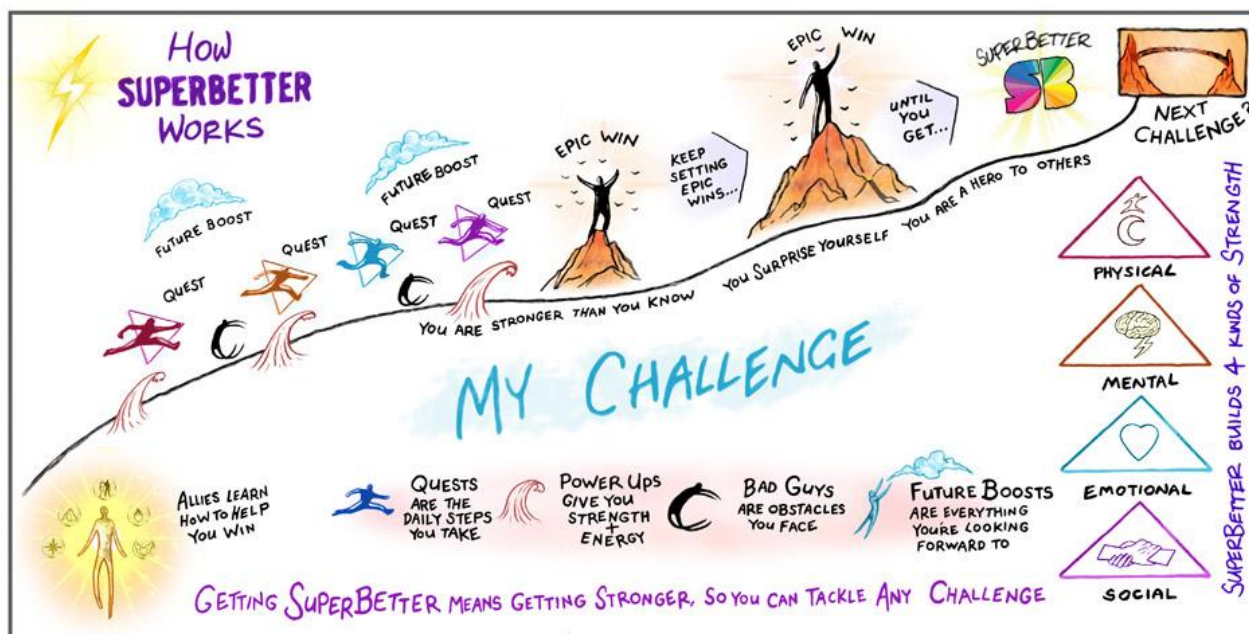 How
SUPERBETTER
WORKS
FUTURE BOOST
FUTURE BOOST
QUEST
QUEST
QUEST
QUEST
EPIC WIN
KEEP
SETTING
EPIC
WINS...
EPIC WIN
UNTIL
YOU
GET...
SUPERBETTER
SB
NEXT
CHALLENGE?
YOU ARE STRONGER THAN YOU KNOW
YOU SURPRISE YOURSELF
YOU ARE A HERO TO OTHERS
MY CHALLENGE
PHYSICAL
MENTAL
EMOTIONAL
SOCIAL
SUPERBETTER BUILDS 4 KINDS OF STRENGTH
ALLIES LEARN
HOW TO HELP
YOU WIN
QUESTS
ARE THE
DAILY STEPS
YOU TAKE
POWER UPS
GIVE YOU
STRENGTH
+
ENERGY
BAD GUYS
ARE OBSTACLES
YOU FACE
FUTURE BOOSTS
ARE EVERYTHING
YOU'RE LOOKING
FORWARD TO
GETTING SUPERBETTER MEANS GETTING STRONGER, SO YOU CAN TACKLE ANY CHALLENGE